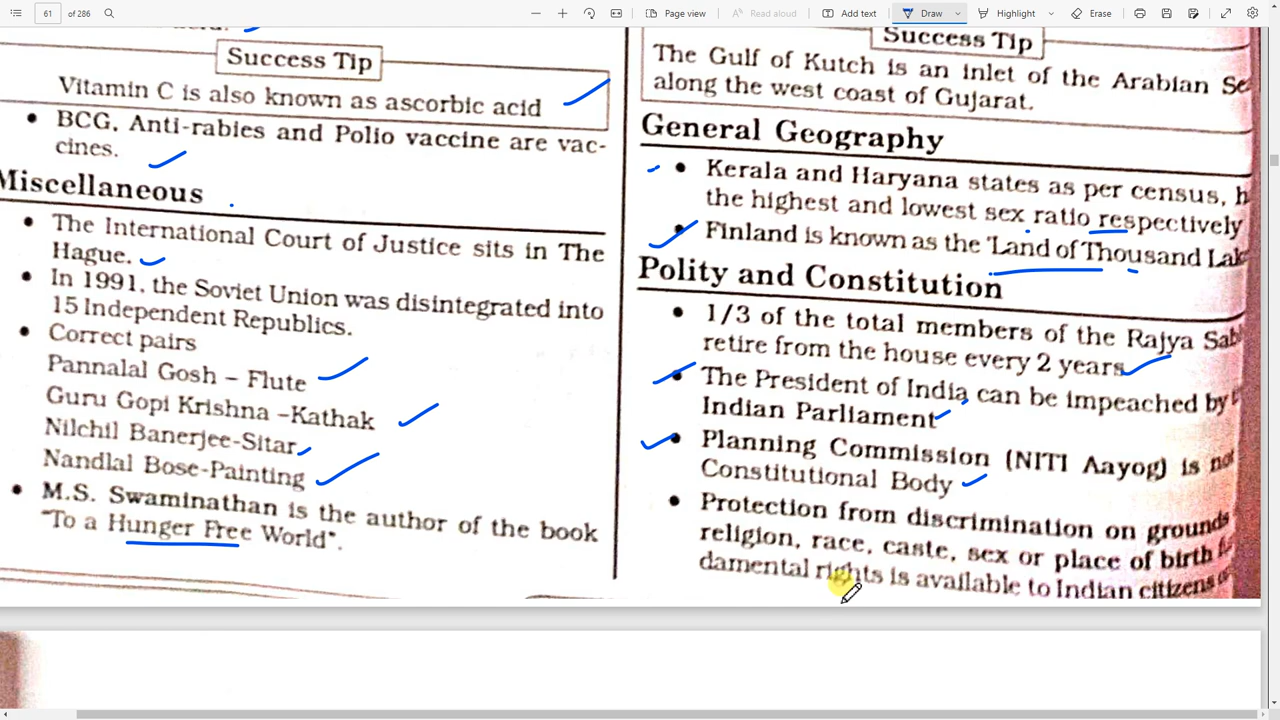 61 of 286
Page view
Read aloud
Add text
Draw
Highlight
Erase
Success Tip
Vitamin C is also known as ascorbic acid
• BCG, Anti-rabies and Polio vaccine are vac-
cines.
Miscellaneous
• The International Court of Justice sits in The
Hague.
• In 1991, the Soviet Union was disintegrated into
15 Independent Republics.
• Correct pairs
Pannalal Gosh – Flute
Guru Gopi Krishna –Kathak
Nilchil Banerjee-Sitar
Nandlal Bose-Painting
• M.S. Swaminathan is the author of the book
"To a Hunger Free World".
Success Tip
The Gulf of Kutch is an inlet of the Arabian Se
along the west coast of Gujarat.
General Geography
• Kerala and Haryana states as per census, h
the highest and lowest sex ratio respectively
• Finland is known as the 'Land of Thousand Lak
Polity and Constitution
• 1/3 of the total members of the Rajya Sab
retire from the house every 2 years
• The President of India can be impeached by
Indian Parliament
• Planning Commission (NITI Aayog) is not
Constitutional Body
• Protection from discrimination on grounds
religion, race, caste, sex or place of birth
damental rights is available to Indian citizens